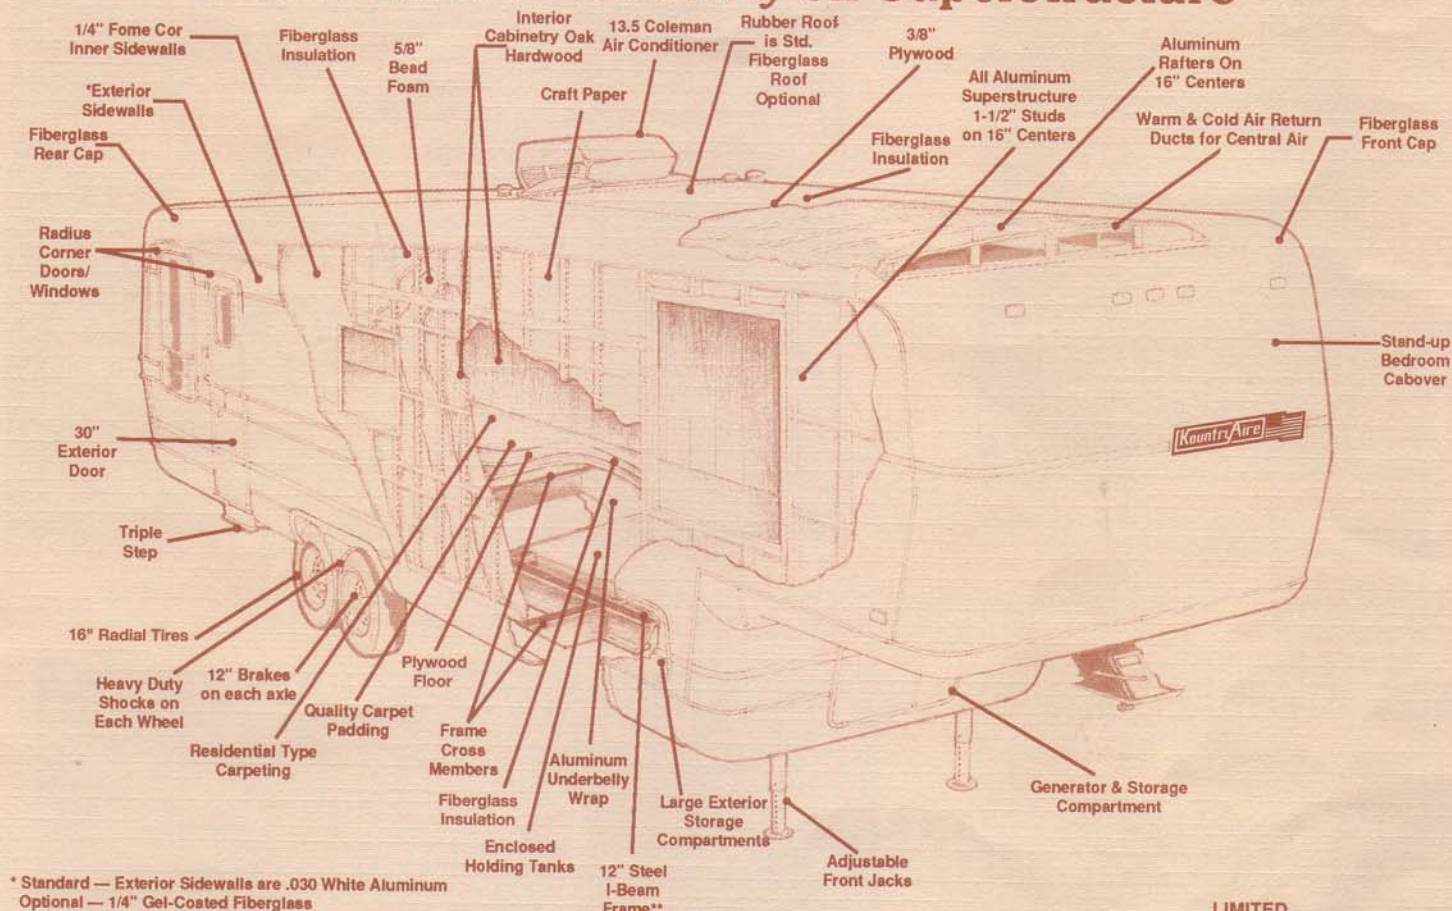 on Superstructure
1/4" Fome Cor
Inner Sidewalls
Fiberglass
Insulation
5/8"
Bead
Foam
Interior
Cabinetry Oak
Hardwood
13.5 Coleman
Air Conditioner
Rubber Roof
is Std.
Fiberglass
Roof
Optional
3/8"
Plywood
Aluminum
Rafters On
16" Centers
*Exterior
Sidewalls
Craft Paper
All Aluminum
Superstructure
1-1/2" Studs
on 16" Centers
Fiberglass
Rear Cap
Fiberglass
Insulation
Warm & Cold Air Return
Ducts for Central Air
Fiberglass
Front Cap
Radius
Corner
Doors/
Windows
Stand-up
Bedroom
Cabover
KountryAire
30"
Exterior
Door
Triple
Step
16" Radial Tires
Heavy Duty
Shocks on
Each Wheel
12" Brakes
on each axle
Residential Type
Carpeting
Quality Carpet
Padding
Plywood
Floor
Frame
Cross
Members
Fiberglass
Insulation
Enclosed
Holding Tanks
Aluminum
Underbelly
Wrap
12" Steel
I-Beam
Frame**
Large Exterior
Storage
Compartments
Adjustable
Front Jacks
Generator & Storage
Compartment
* Standard — Exterior Sidewalls are .030 White Aluminum
Optional — 1/4" Gel-Coated Fiberglass
LIMITED